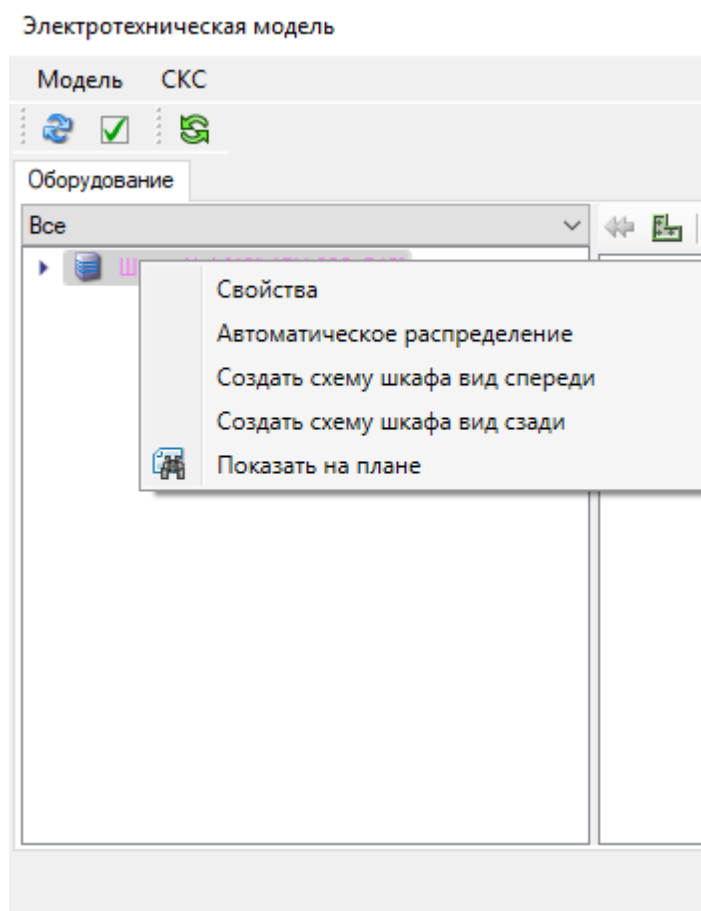 Электротехническая модель
Модель СКС
Оборудование
Все
Свойства
Автоматическое распределение
Создать схему шкафа вид спереди
Создать схему шкафа вид сзади
Показать на плане